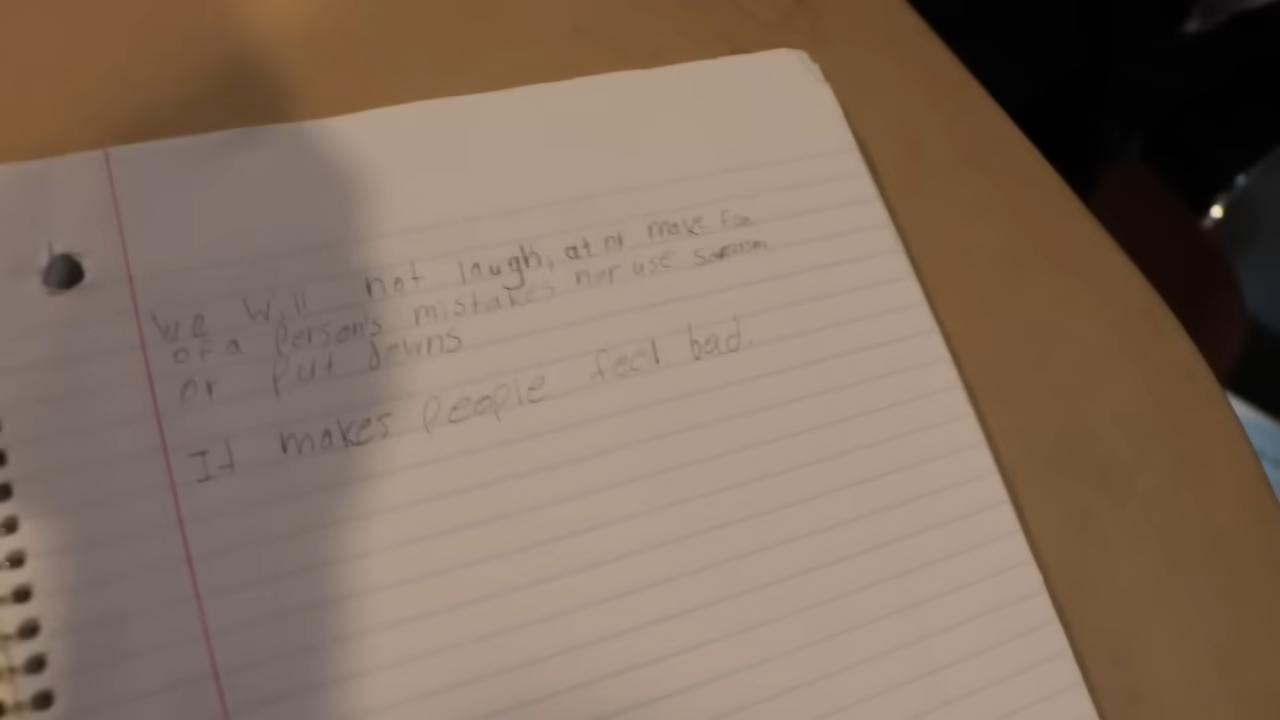 We will not laugh, at or make fun
of a person's mistakes nor use sarcasm
or put downs
It makes people feel bad.